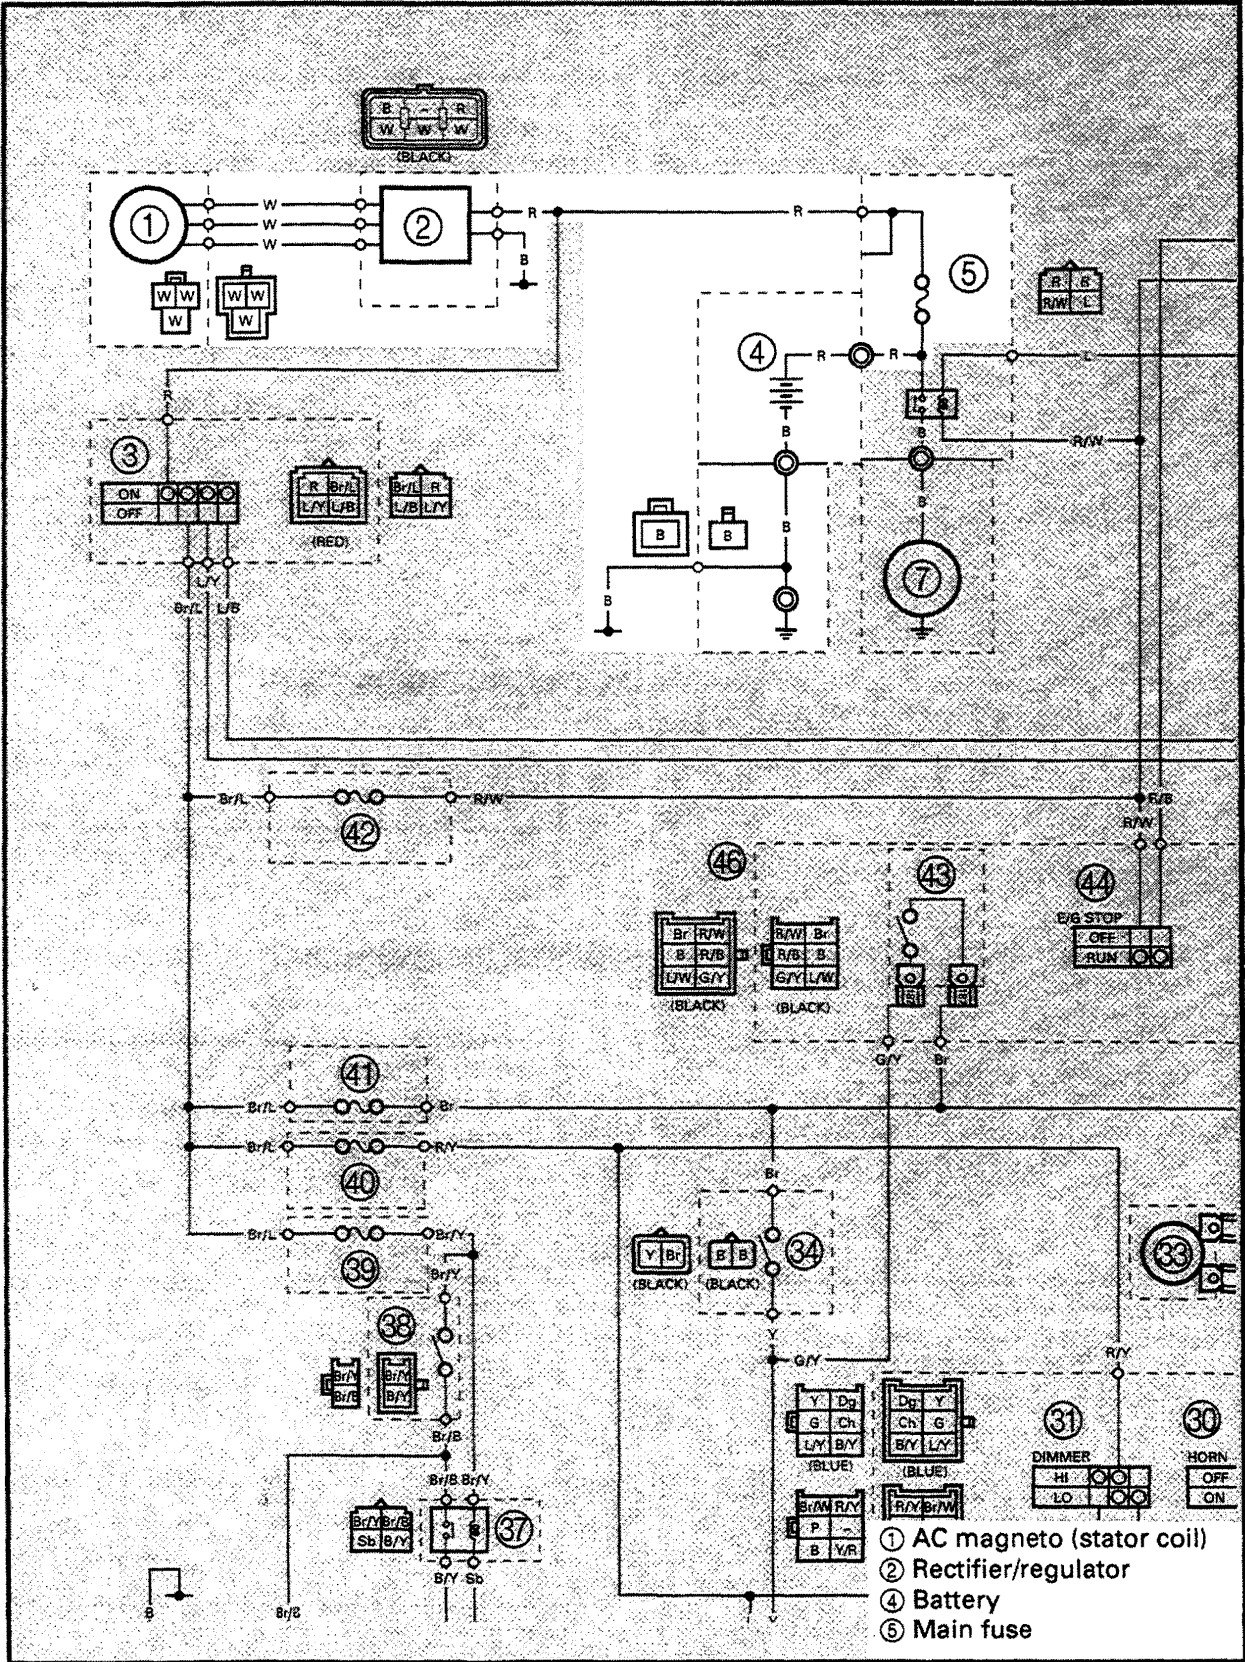 B – R
W W W
(BLACK)
① W ② R R
W
W
B
⑤
R R
R/W L
W W W W
W W
④ R R L
R
B
B
R/W
③
ON
OFF
R Br/L Br/L R
L/Y L/B L/B L/Y
(RED)
B B B B
⑦
B
L/Y
Br/L L/B
Br/L R/W R/B
R/W
㊷
㊻ ㊸ ㊹
E/G STOP
OFF
RUN
Br R/W R/W Br
B R/B R/B B
L/W G/Y G/Y L/W
(BLACK) (BLACK)
G/Y Br
㊶
Br/L Br
Br/L R/Y
㊵
Br
Br/L Br/Y
㊴
Br/Y
Y Br B B ㉞ ㉝
(BLACK) (BLACK)
㊳
Y
G/Y R/Y
Br/Y Br/Y
Br/B B/Y
Br/B
Y Dg Dg Y
G Ch Ch G
L/Y B/Y B/Y L/Y
(BLUE) (BLUE)
㉛ ㉚
DIMMER HORN
HI OFF
LO ON
Br/B Br/Y
Br/Y Br/B ㊲
Sb B/Y
B/Y Sb
Br/W R/Y R/Y Br/W
P –
B Y/R
B Br/B
Y
① AC magneto (stator coil)
② Rectifier/regulator
④ Battery
⑤ Main fuse